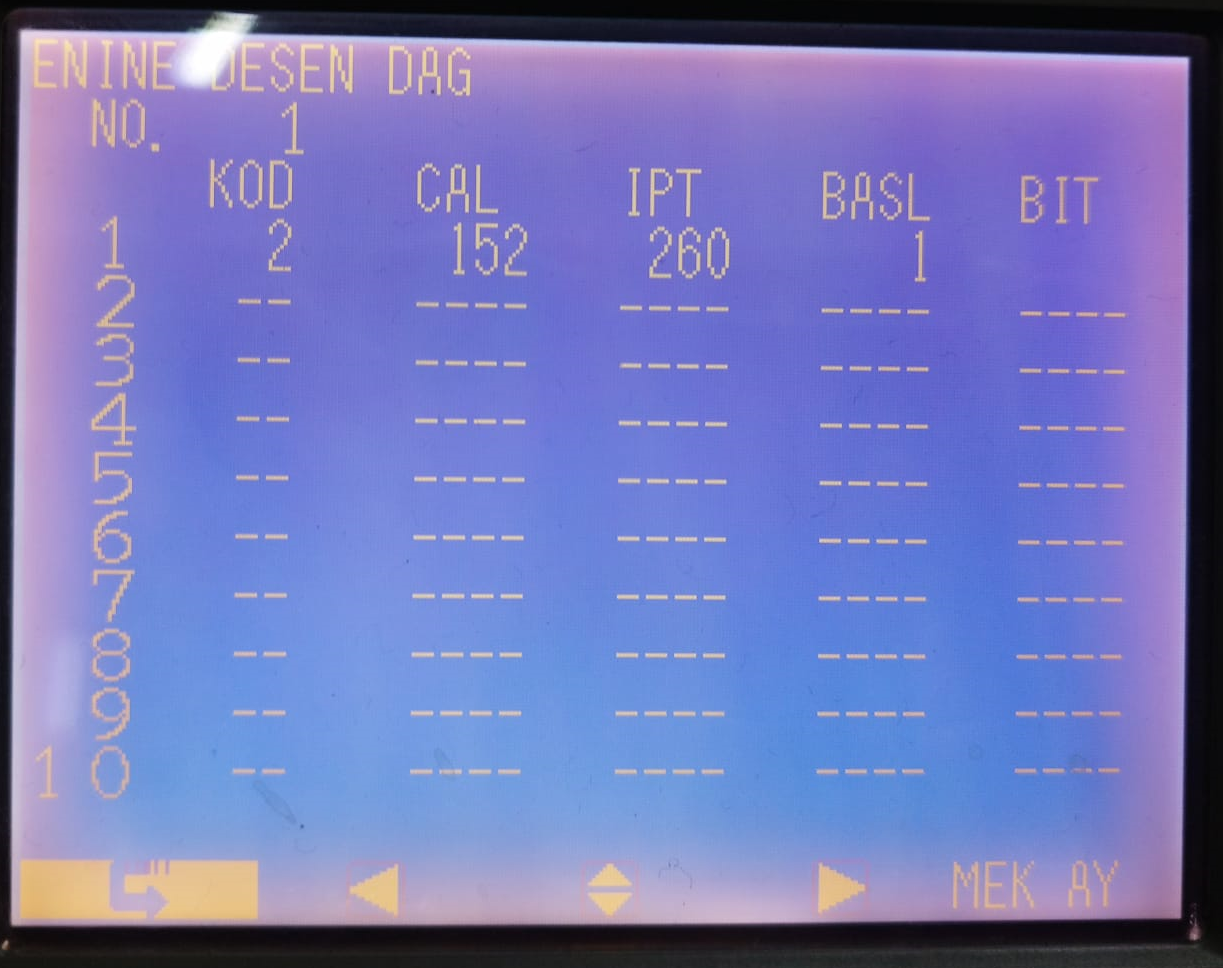 ENINE DESEN DAG
NO. 1
KOD CAL IPT BASL BIT
1 2 152 260 1
2 -- ---- ---- ---- ----
3 -- ---- ---- ---- ----
4 -- ---- ---- ---- ----
5 -- ---- ---- ---- ----
6 -- ---- ---- ---- ----
7 -- ---- ---- ---- ----
8 -- ---- ---- ---- ----
9 -- ---- ---- ---- ----
10 -- ---- ---- ---- ----
MEK AY